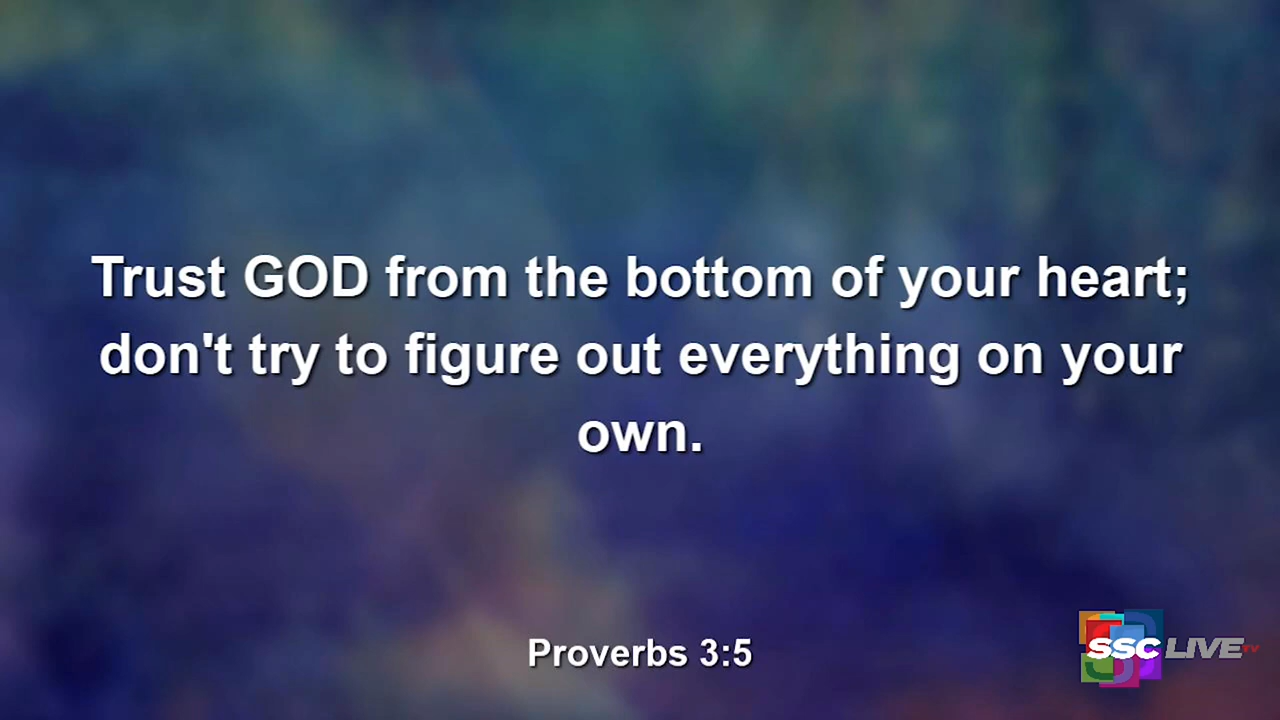 Trust GOD from the bottom of your heart;
don't try to figure out everything on your
own.
Proverbs 3:5
SSC LIVE TV